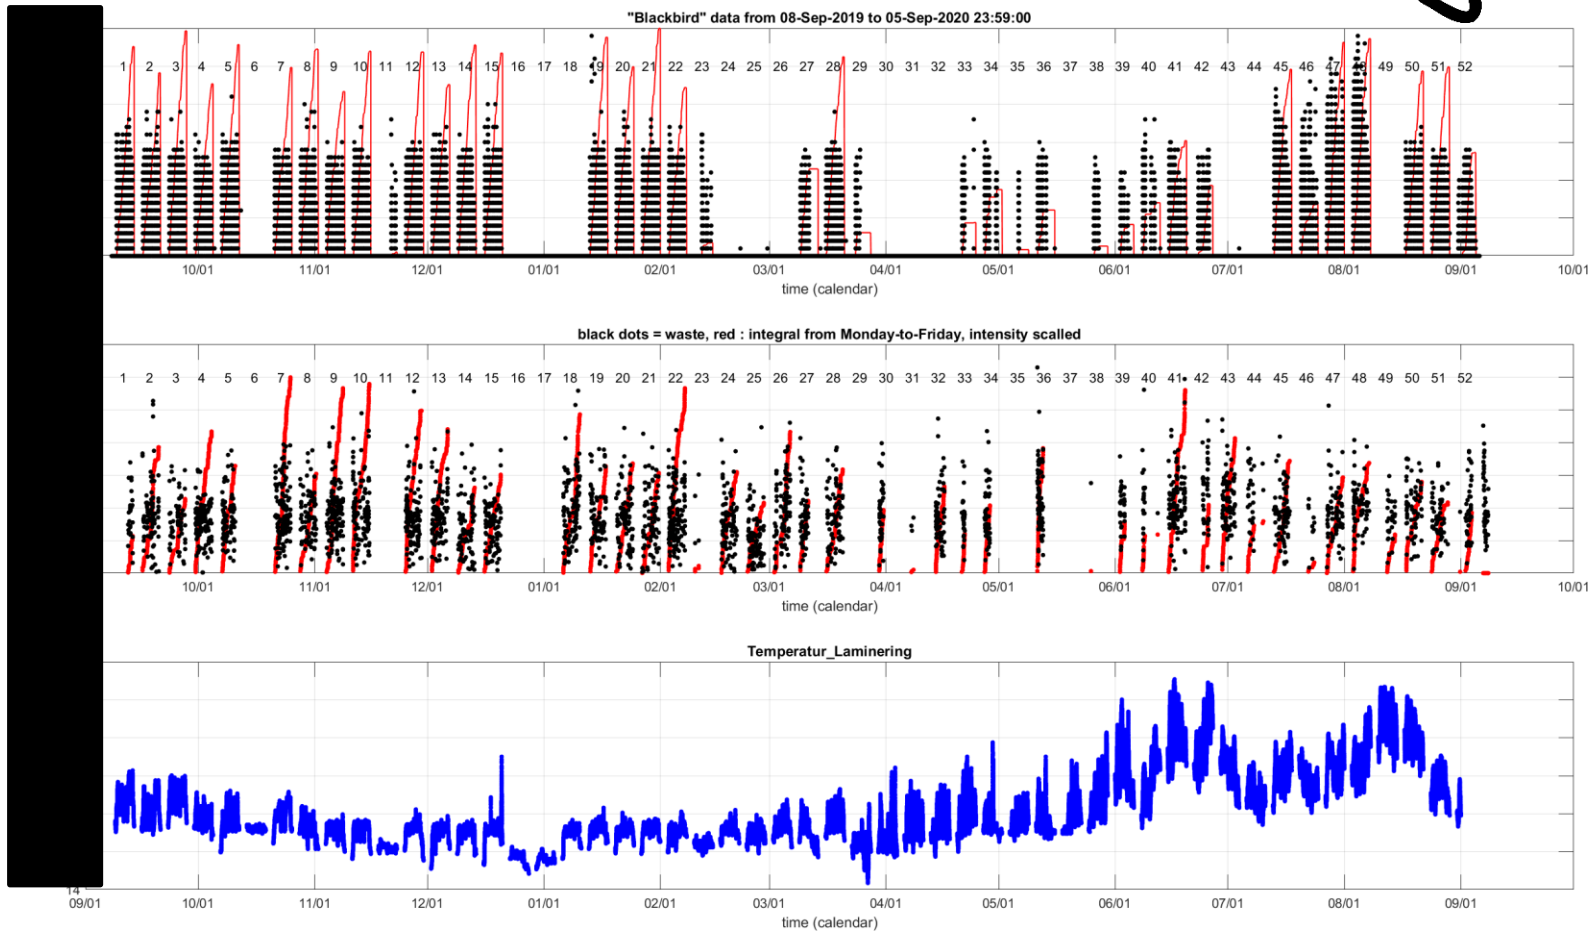 "Blackbird" data from 08-Sep-2019 to 05-Sep-2020 23:59:00
1 2 3 4 5 6 7 8 9 10 11 12 13 14 15 16 17 18 19 20 21 22 23 24 25 26 27 28 29 30 31 32 33 34 35 36 37 38 39 40 41 42 43 44 45 46 47 48 49 50 51 52
10/01 11/01 12/01 01/01 02/01 03/01 04/01 05/01 06/01 07/01 08/01 09/01 10/01
time (calendar)
black dots = waste, red : integral from Monday-to-Friday, intensity scalled
1 2 3 4 5 6 7 8 9 10 11 12 13 14 15 16 17 18 19 20 21 22 23 24 25 26 27 28 29 30 31 32 33 34 35 36 37 38 39 40 41 42 43 44 45 46 47 48 49 50 51 52
10/01 11/01 12/01 01/01 02/01 03/01 04/01 05/01 06/01 07/01 08/01 09/01 10/01
time (calendar)
Temperatur_Laminering
14
09/01 10/01 11/01 12/01 01/01 02/01 03/01 04/01 05/01 06/01 07/01 08/01 09/01
time (calendar)